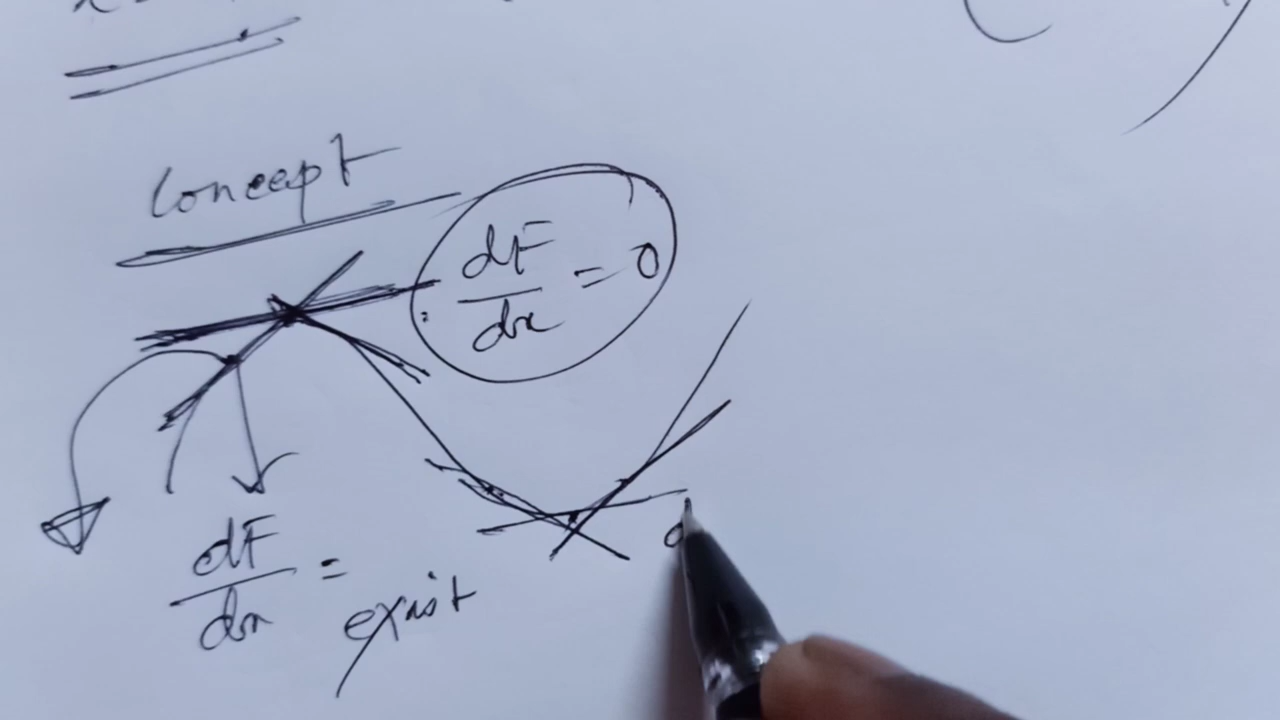 Concept
dF/dx = 0
dF/dx = exist
d